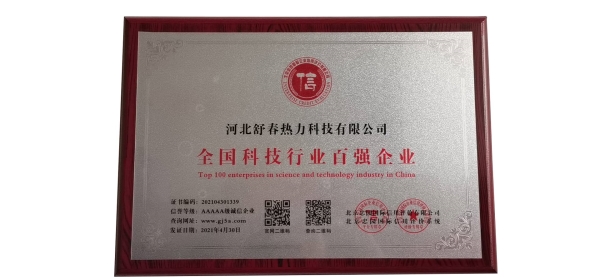 信
河北舒春热力科技有限公司
全国科技行业百强企业
Top 100 enterprises in science and technology industry in China
证书编码：202104301339
信誉等级：AAAAA级诚信企业
查询网址：www.gj3a.com
发证日期：2021年4月30日
官网二维码
查询二维码